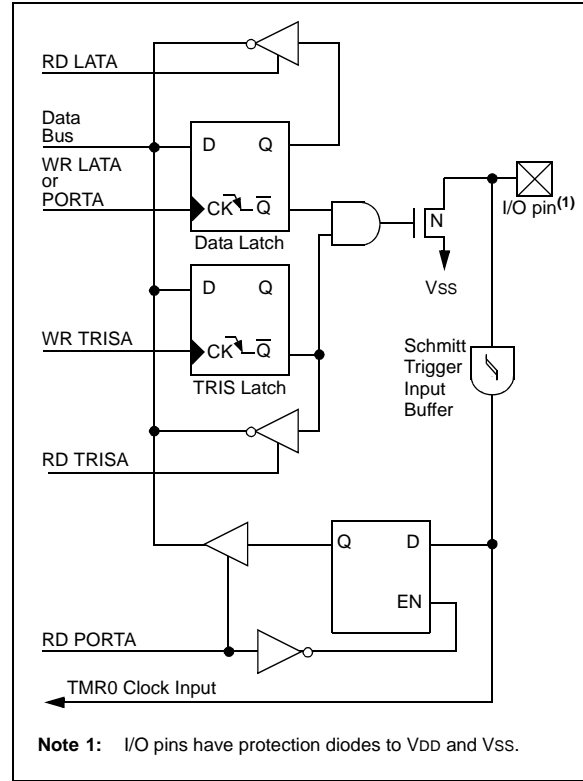 RD LATA
Data
Bus
WR LATA
or
PORTA
D Q
CK Q
Data Latch
N
I/O pin(1)
VSS
D Q
WR TRISA
CK Q
TRIS Latch
Schmitt
Trigger
Input
Buffer
RD TRISA
Q D
EN
RD PORTA
TMR0 Clock Input
Note 1: I/O pins have protection diodes to VDD and VSS.